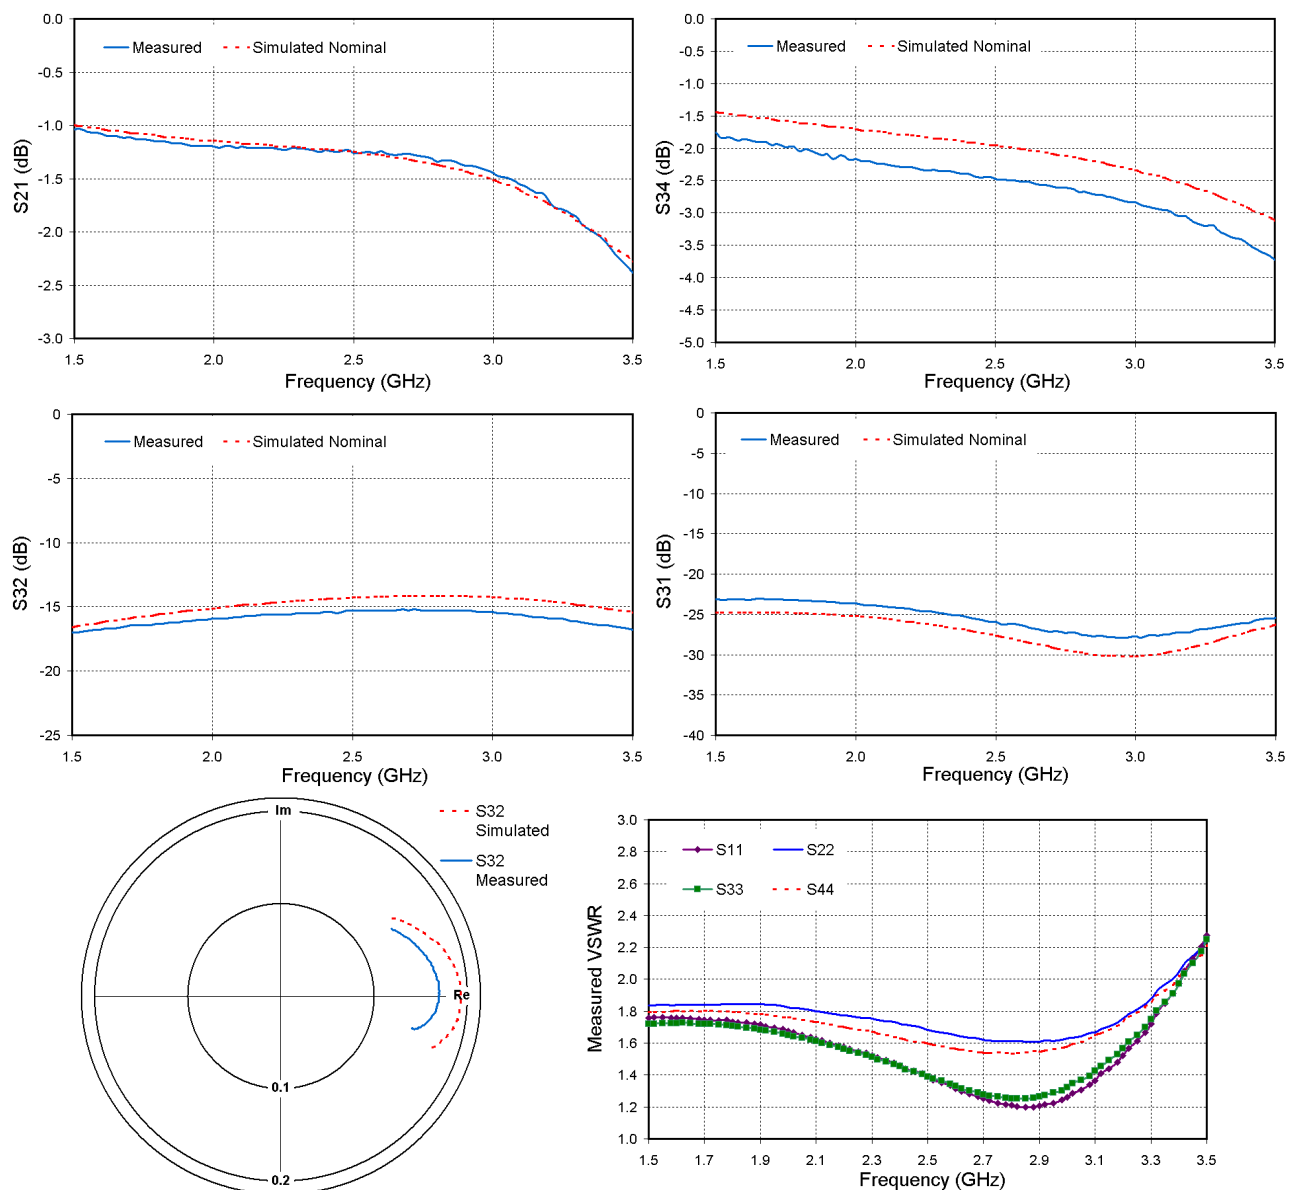 Measured
Simulated Nominal
0.0
-0.5
-1.0
-1.5
-2.0
-2.5
-3.0
S21 (dB)
1.5
2.0
2.5
3.0
3.5
Frequency (GHz)
Measured
Simulated Nominal
0.0
-0.5
-1.0
-1.5
-2.0
-2.5
-3.0
-3.5
-4.0
-4.5
-5.0
S34 (dB)
1.5
2.0
2.5
3.0
3.5
Frequency (GHz)
Measured
Simulated Nominal
0
-5
-10
-15
-20
-25
S32 (dB)
1.5
2.0
2.5
3.0
3.5
Frequency (GHz)
Measured
Simulated Nominal
0
-5
-10
-15
-20
-25
-30
-35
-40
S31 (dB)
1.5
2.0
2.5
3.0
3.5
Frequency (GHz)
Im
Re
0.1
0.2
S32
Simulated
S32
Measured
S11
S22
S33
S44
3.0
2.8
2.6
2.4
2.2
2.0
1.8
1.6
1.4
1.2
1.0
Measured VSWR
1.5
1.7
1.9
2.1
2.3
2.5
2.7
2.9
3.1
3.3
3.5
Frequency (GHz)